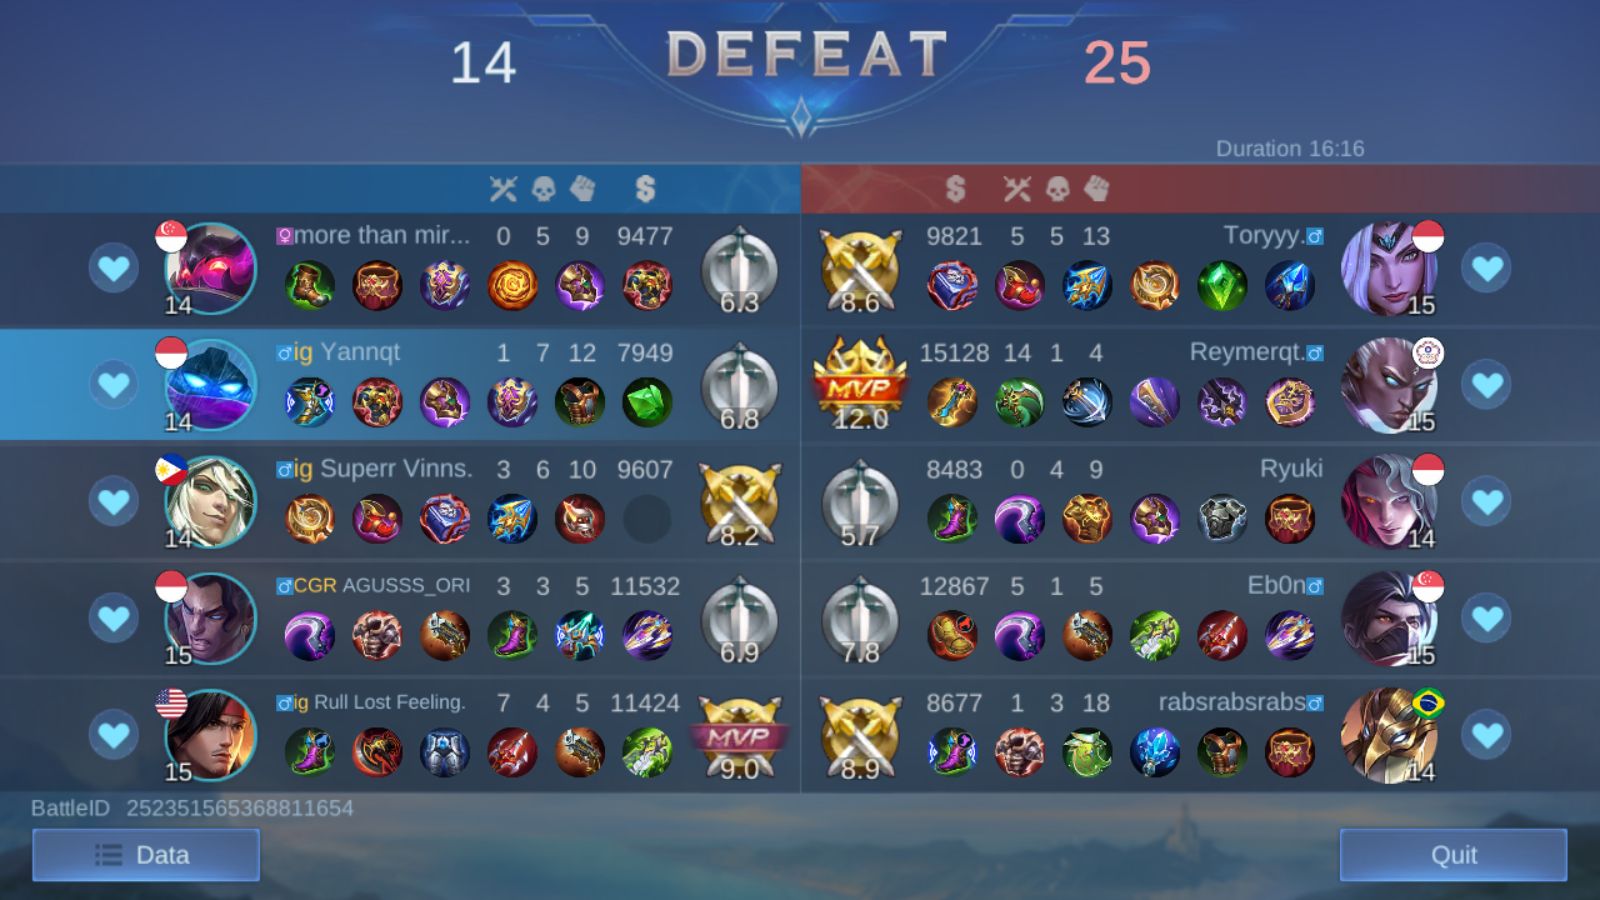 14 DEFEAT 25
Duration 16:16
more than mir... 0 5 9 9477
14 6.3
8.6 9821 5 5 13 Toryyy.
15
ig Yannqt 1 7 12 7949
14 6.8
MVP 12.0 15128 14 1 4 Reymerqt.
15
ig Superr Vinns. 3 6 10 9607
14 8.2
5.7 8483 0 4 9 Ryuki
14
CGR AGUSSS_ORI 3 3 5 11532
15 6.9
7.8 12867 5 1 5 Eb0n
15
ig Rull Lost Feeling. 7 4 5 11424
15 MVP 9.0
8.9 8677 1 3 18 rabsrabsrabs
14
BattleID 252351565368811654
Data
Quit